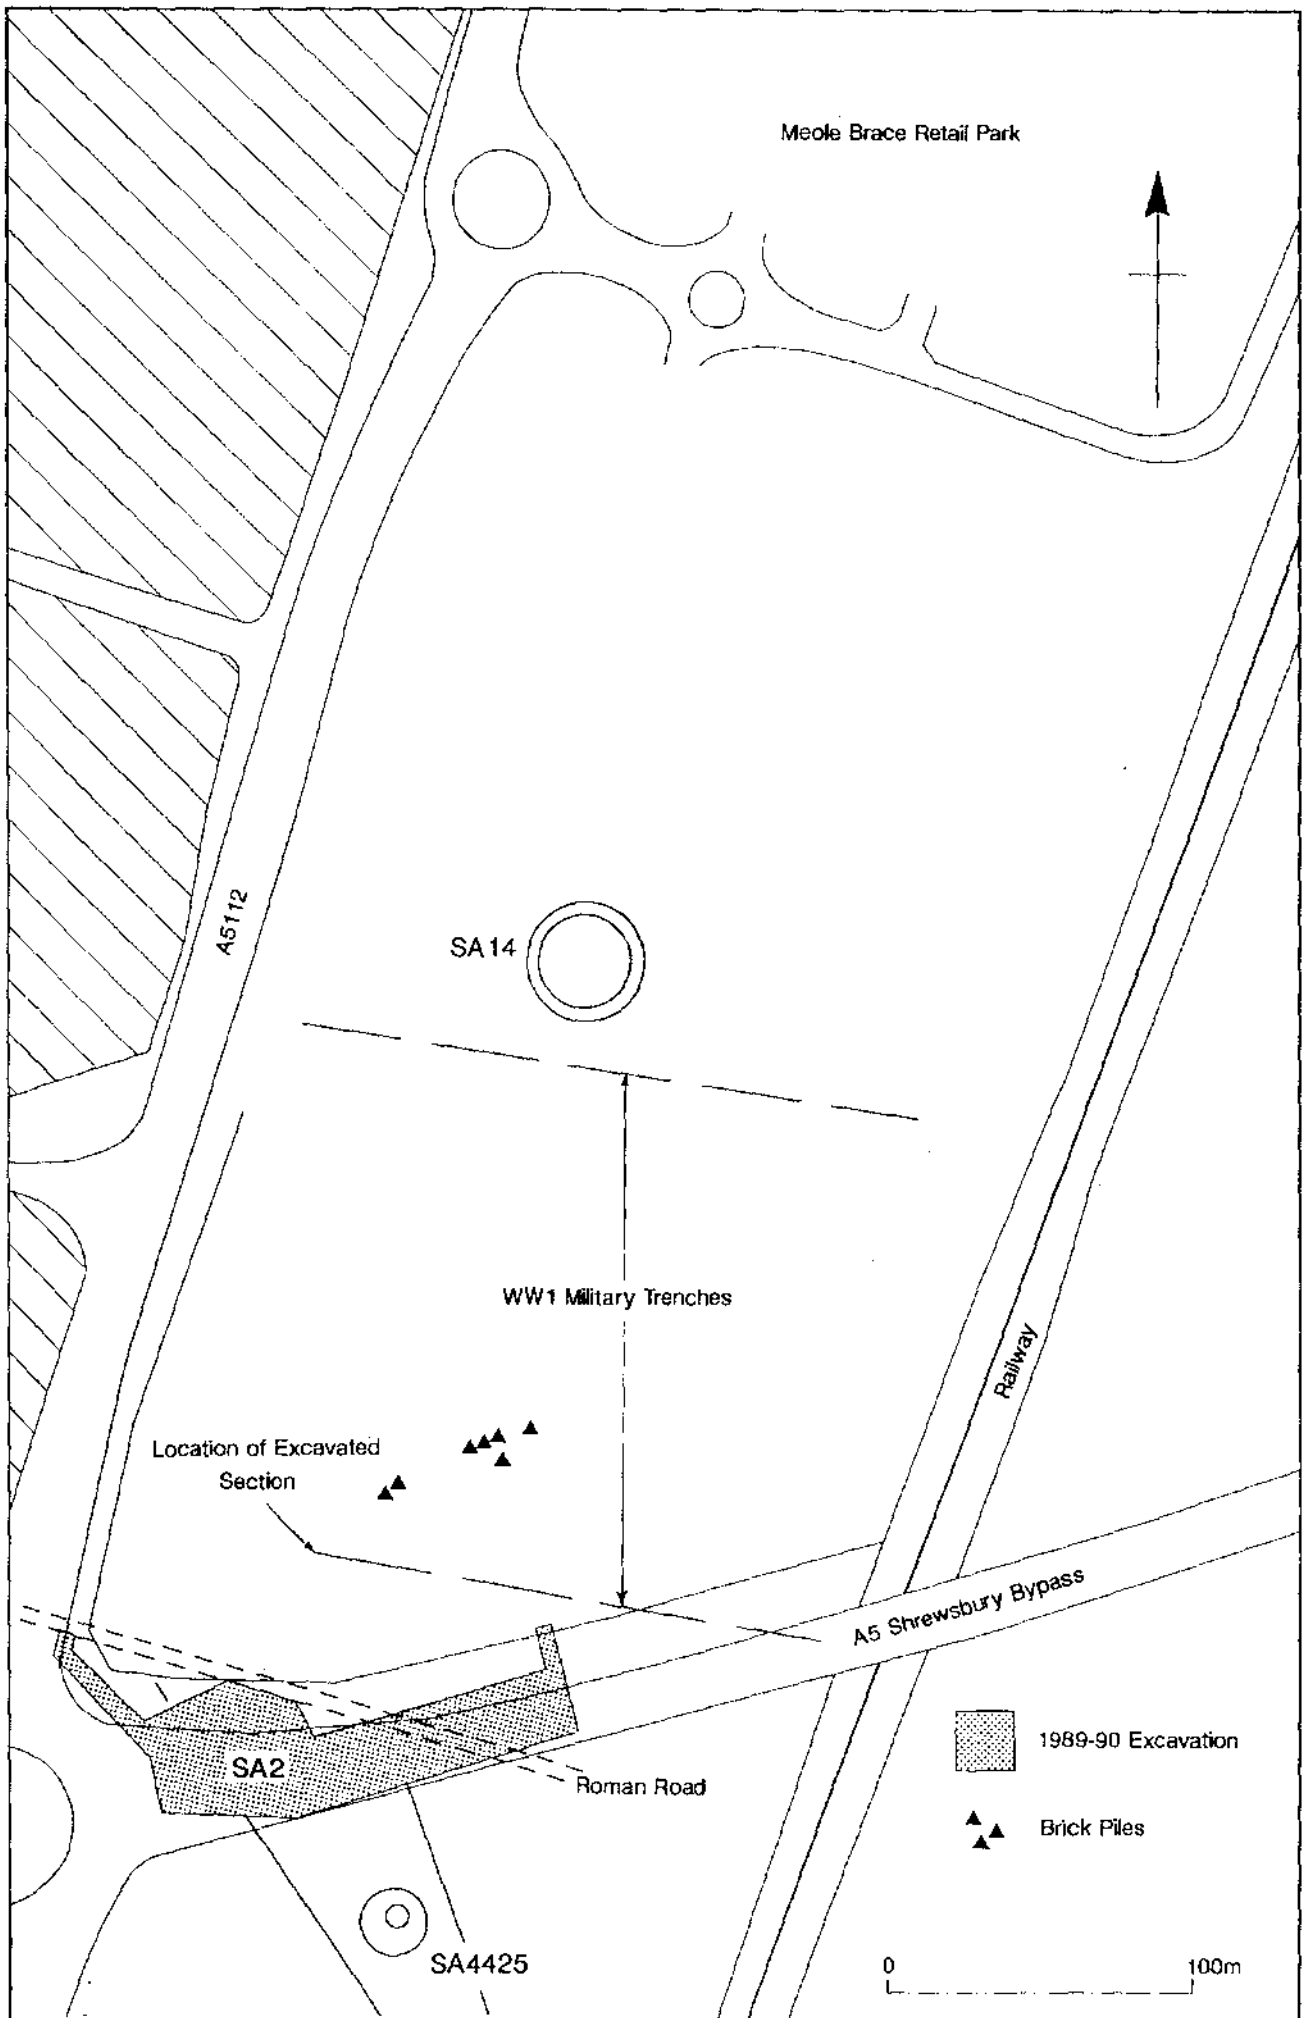 Meole Brace Retail Park
A5112
SA14
WW1 Military Trenches
Railway
Location of Excavated
Section
A5 Shrewsbury Bypass
1989-90 Excavation
SA2
Roman Road
Brick Piles
SA4425
0 100m